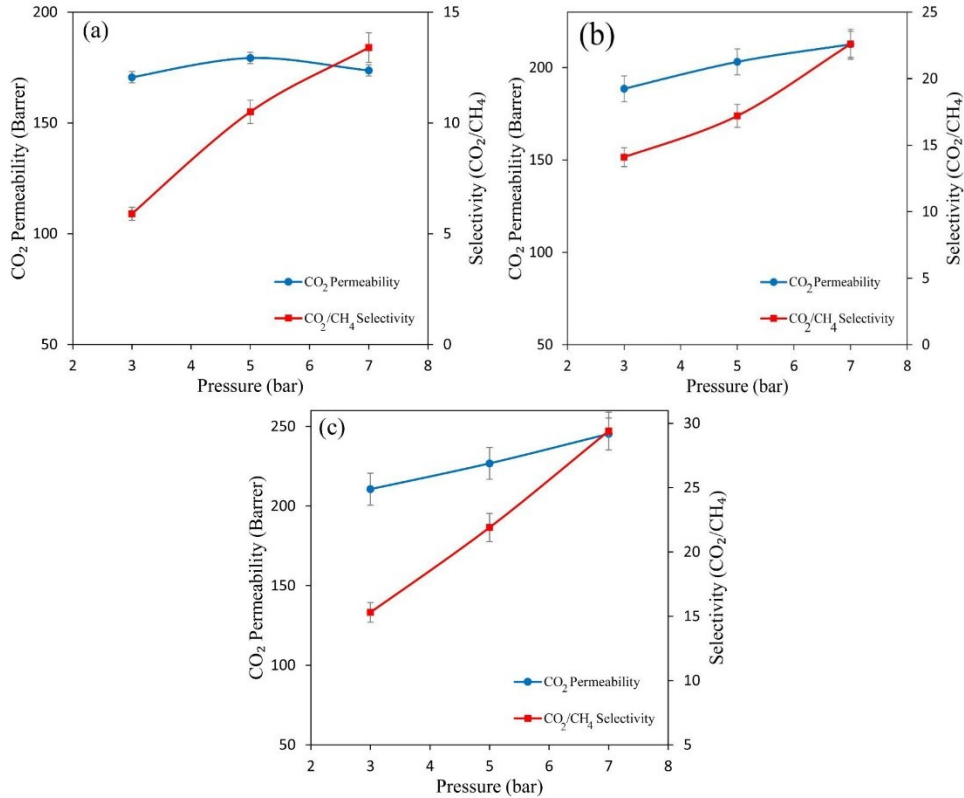 (a)
CO₂ Permeability (Barrer)
200
150
100
50
15
10
5
0
Selectivity (CO₂/CH₄)
CO₂ Permeability
CO₂/CH₄ Selectivity
2 3 4 5 6 7 8
Pressure (bar)
(b)
CO₂ Permeability (Barrer)
200
150
100
50
25
20
15
10
5
0
Selectivity (CO₂/CH₄)
CO₂ Permeability
CO₂/CH₄ Selectivity
2 3 4 5 6 7 8
Pressure (bar)
(c)
CO₂ Permeability (Barrer)
250
200
150
100
50
30
25
20
15
10
5
Selectivity (CO₂/CH₄)
CO₂ Permeability
CO₂/CH₄ Selectivity
2 3 4 5 6 7 8
Pressure (bar)